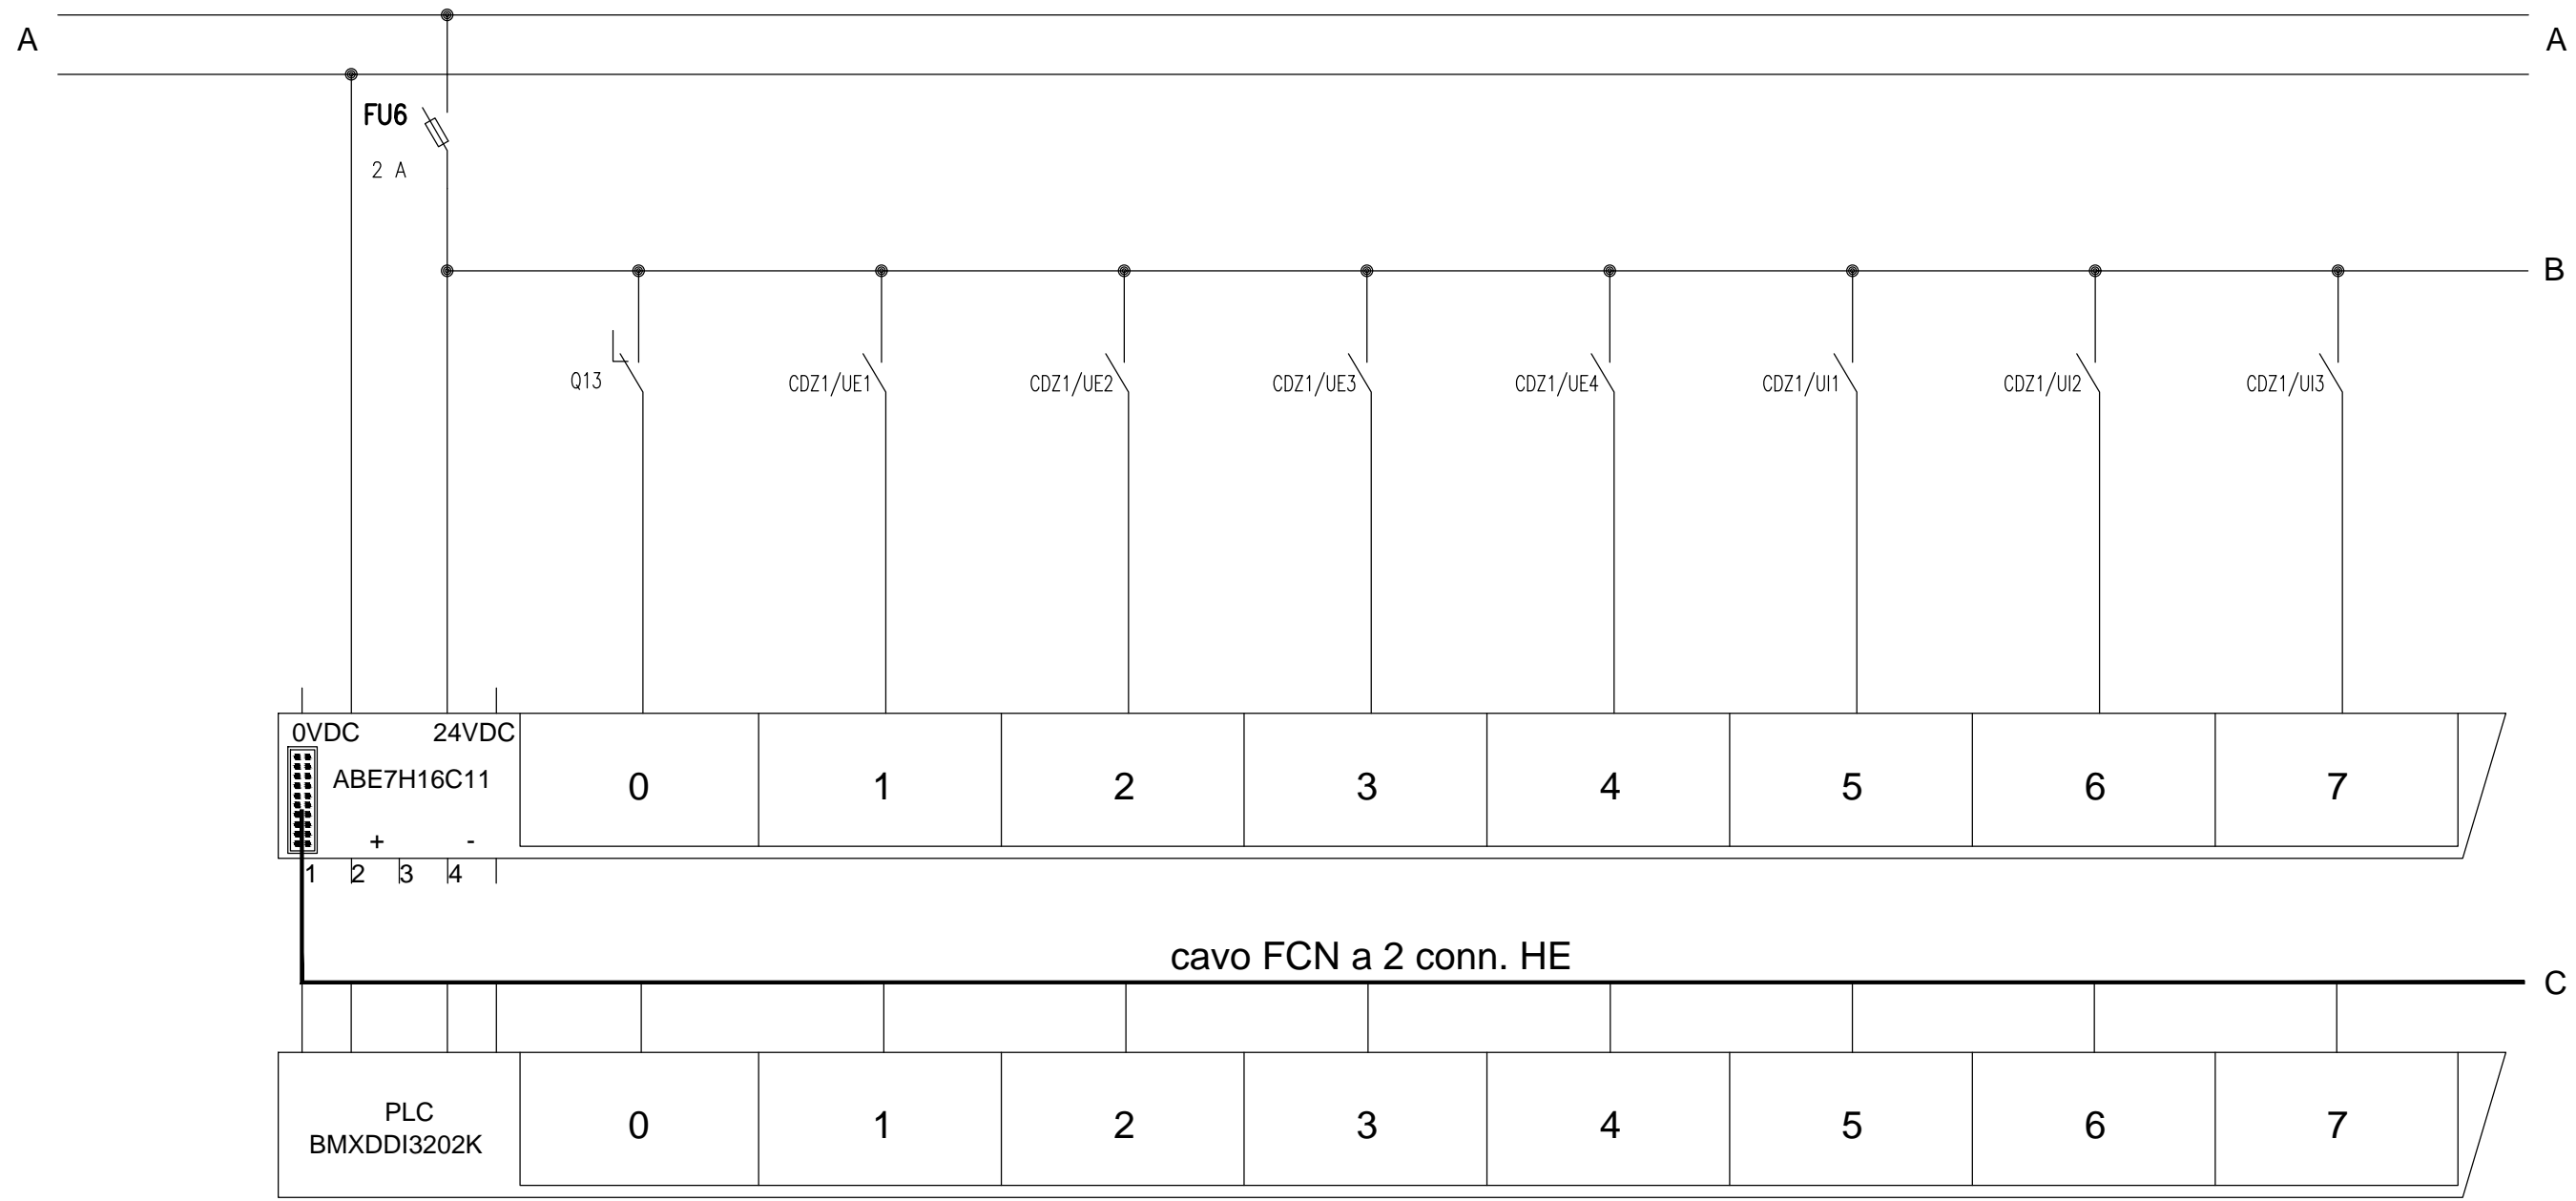 A A
FU6
2 A
B
Q13 CDZ1/UE1 CDZ1/UE2 CDZ1/UE3 CDZ1/UE4 CDZ1/UI1 CDZ1/UI2 CDZ1/UI3
0VDC 24VDC
ABE7H16C11
0 1 2 3 4 5 6 7
+ -
1 2 3 4
cavo FCN a 2 conn. HE
C
PLC
BMXDDI3202K
0 1 2 3 4 5 6 7